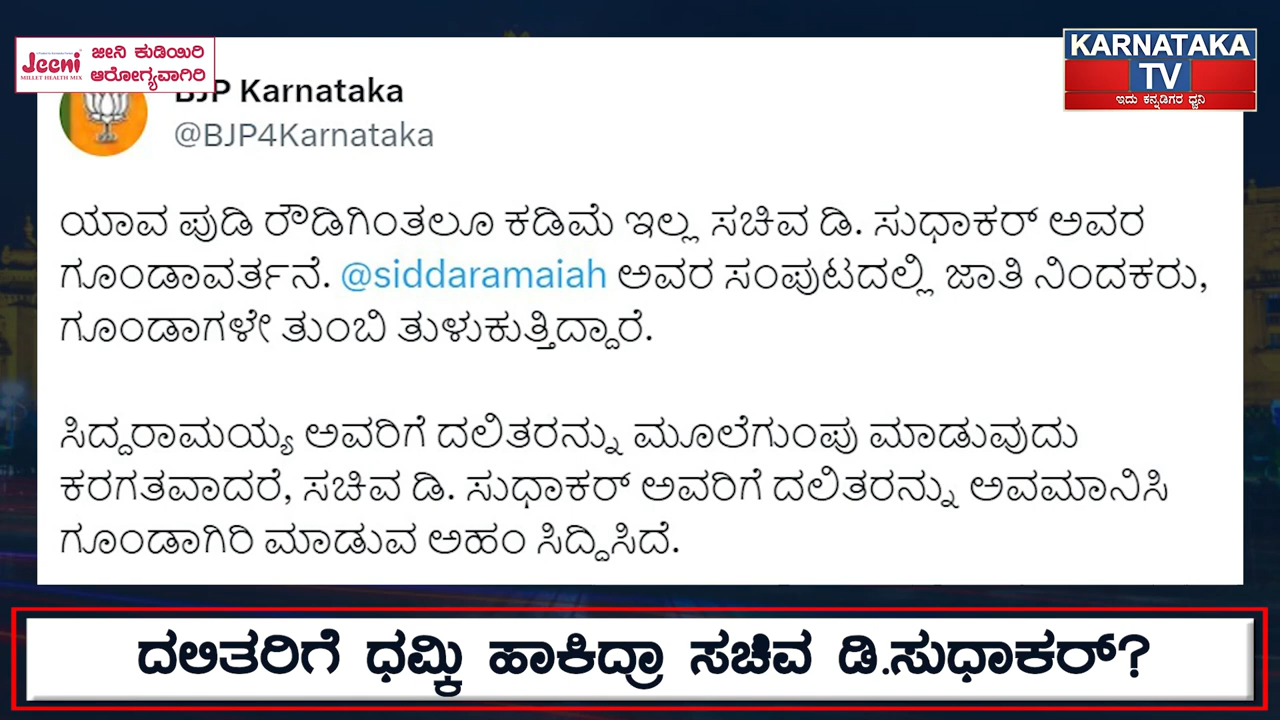 Jeeni
MILLET HEALTH MIX
ಜೀನಿ ಕುಡಿಯಿರಿ
ಆರೋಗ್ಯವಾಗಿರಿ
KARNATAKA
TV
ಇದು ಕನ್ನಡಿಗರ ಧ್ವನಿ
BJP Karnataka
@BJP4Karnataka
ಯಾವ ಪುಡಿ ರೌಡಿಗಿಂತಲೂ ಕಡಿಮೆ ಇಲ್ಲ ಸಚಿವ ಡಿ. ಸುಧಾಕರ್ ಅವರ
ಗೂಂಡಾವರ್ತನೆ. @siddaramaiah ಅವರ ಸಂಪುಟದಲ್ಲಿ ಜಾತಿ ನಿಂದಕರು,
ಗೂಂಡಾಗಳೇ ತುಂಬಿ ತುಳುಕುತ್ತಿದ್ದಾರೆ.
ಸಿದ್ದರಾಮಯ್ಯ ಅವರಿಗೆ ದಲಿತರನ್ನು ಮೂಲೆಗುಂಪು ಮಾಡುವುದು
ಕರಗತವಾದರೆ, ಸಚಿವ ಡಿ. ಸುಧಾಕರ್ ಅವರಿಗೆ ದಲಿತರನ್ನು ಅವಮಾನಿಸಿ
ಗೂಂಡಾಗಿರಿ ಮಾಡುವ ಅಹಂ ಸಿದ್ದಿಸಿದೆ.
ದಲಿತರಿಗೆ ಧಮ್ಕಿ ಹಾಕಿದ್ರಾ ಸಚಿವ ಡಿ.ಸುಧಾಕರ್?